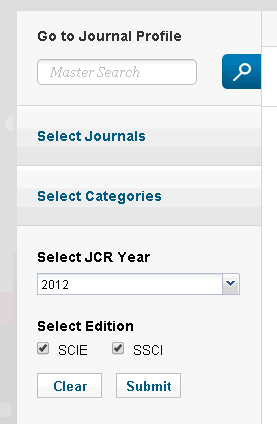 Go to Journal Profile
Master Search
Select Journals
Select Categories
Select JCR Year
2012
Select Edition
SCIE SSCI
Clear Submit